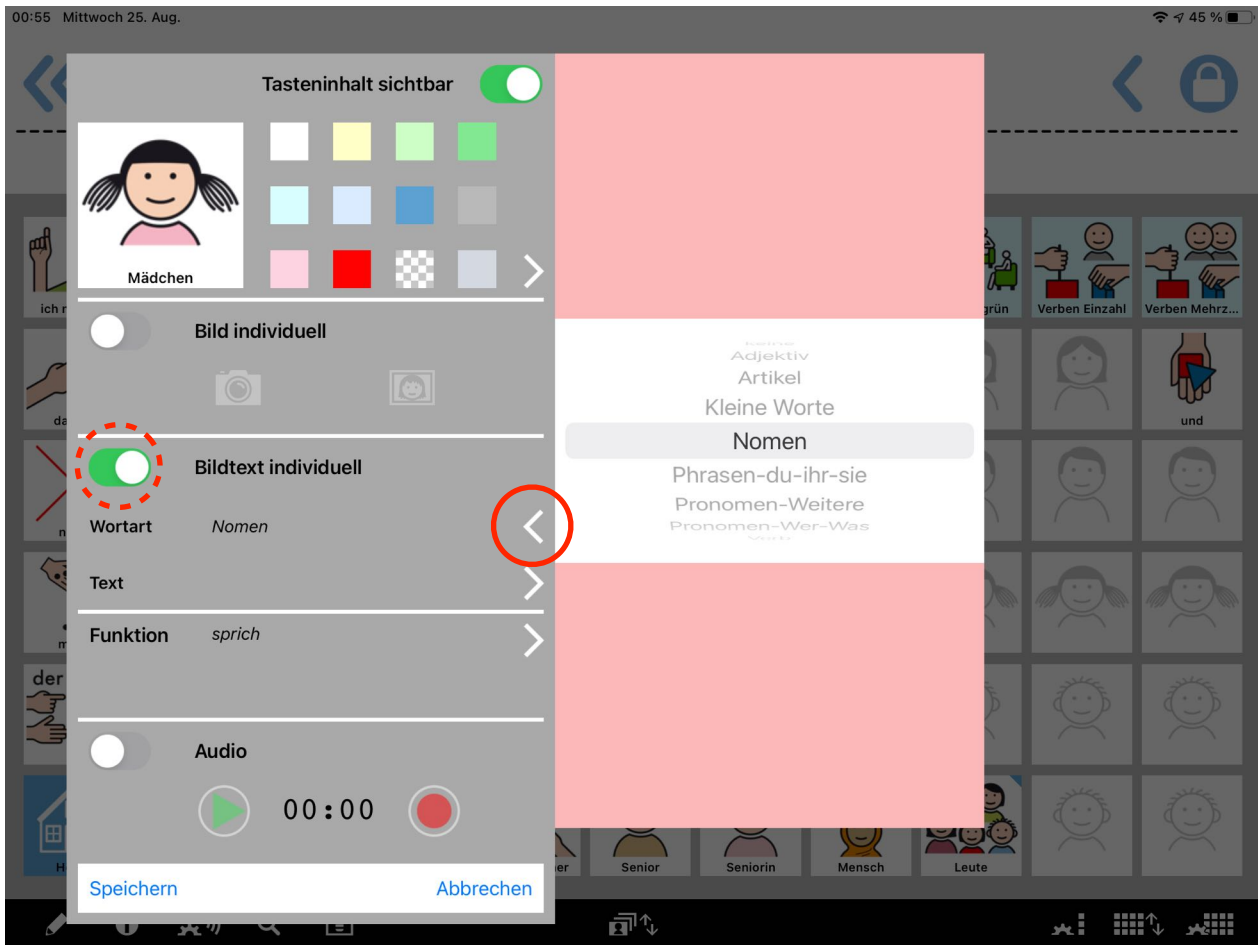 00:55 Mittwoch 25. Aug.
45 %
Tasteninhalt sichtbar
Mädchen
Bild individuell
Bildtext individuell
Wortart Nomen
Text
Funktion sprich
Audio
00:00
Speichern Abbrechen
Adjektiv
Artikel
Kleine Worte
Nomen
Phrasen-du-ihr-sie
Pronomen-Weitere
Pronomen-Wer-Was
Verben Einzahl
Verben Mehrz...
und
der
Senior
Seniorin
Mensch
Leute